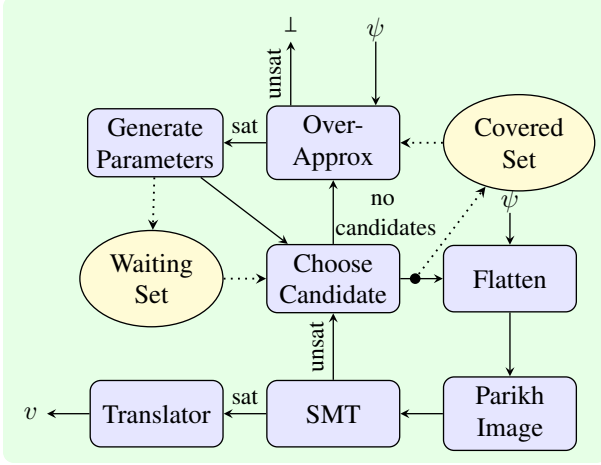 ⊥
ψ
unsat
Generate
Parameters
sat
Over-
Approx
Covered
Set
ψ
no
candidates
Waiting
Set
Choose
Candidate
Flatten
unsat
v
Translator
sat
SMT
Parikh
Image